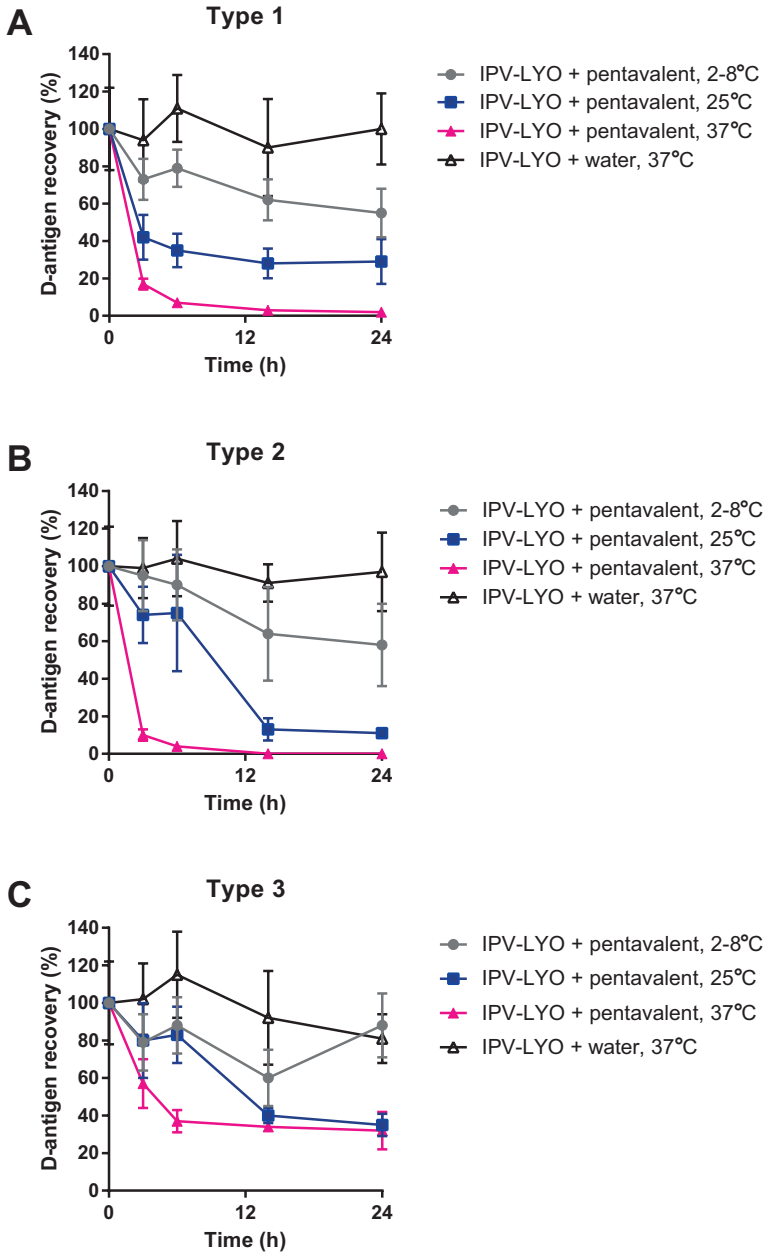 A
Type 1
D-antigen recovery (%)
140
120
100
80
60
40
20
0
0
12
24
Time (h)
IPV-LYO + pentavalent, 2-8°C
IPV-LYO + pentavalent, 25°C
IPV-LYO + pentavalent, 37°C
IPV-LYO + water, 37°C
B
Type 2
D-antigen recovery (%)
140
120
100
80
60
40
20
0
0
12
24
Time (h)
IPV-LYO + pentavalent, 2-8°C
IPV-LYO + pentavalent, 25°C
IPV-LYO + pentavalent, 37°C
IPV-LYO + water, 37°C
C
Type 3
D-antigen recovery (%)
140
120
100
80
60
40
20
0
0
12
24
Time (h)
IPV-LYO + pentavalent, 2-8°C
IPV-LYO + pentavalent, 25°C
IPV-LYO + pentavalent, 37°C
IPV-LYO + water, 37°C